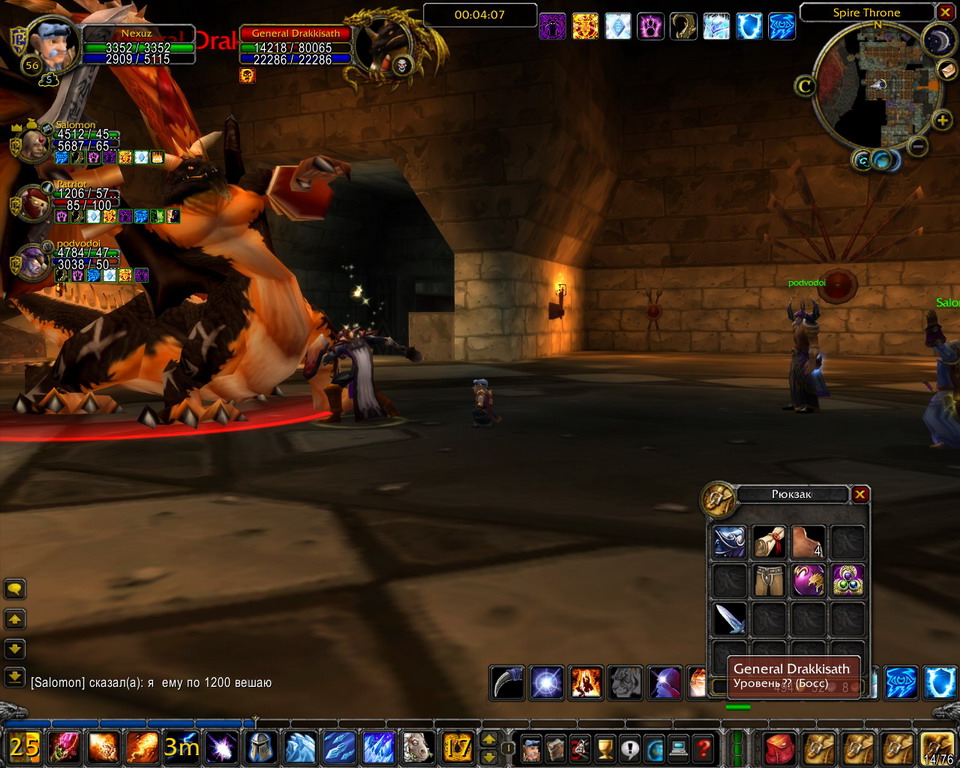 Nexuz
3352 / 3352
2909 / 5115
56
5
General Drakkisath
14218 / 80065
22286 / 22286
00:04:07
Spire Throne
N
C
Salomon
4512 / 45...
5687 / 65...
Patriot
1206 / 57...
85 / 100
podvodoi
4784 / 47...
3038 / 50...
podvodoi
Salo
Рюкзак
4
General Drakkisath
Уровень ?? (Босс)
[Salomon] сказал(а): я ему по 1200 вешаю
25
3m
17
14/76